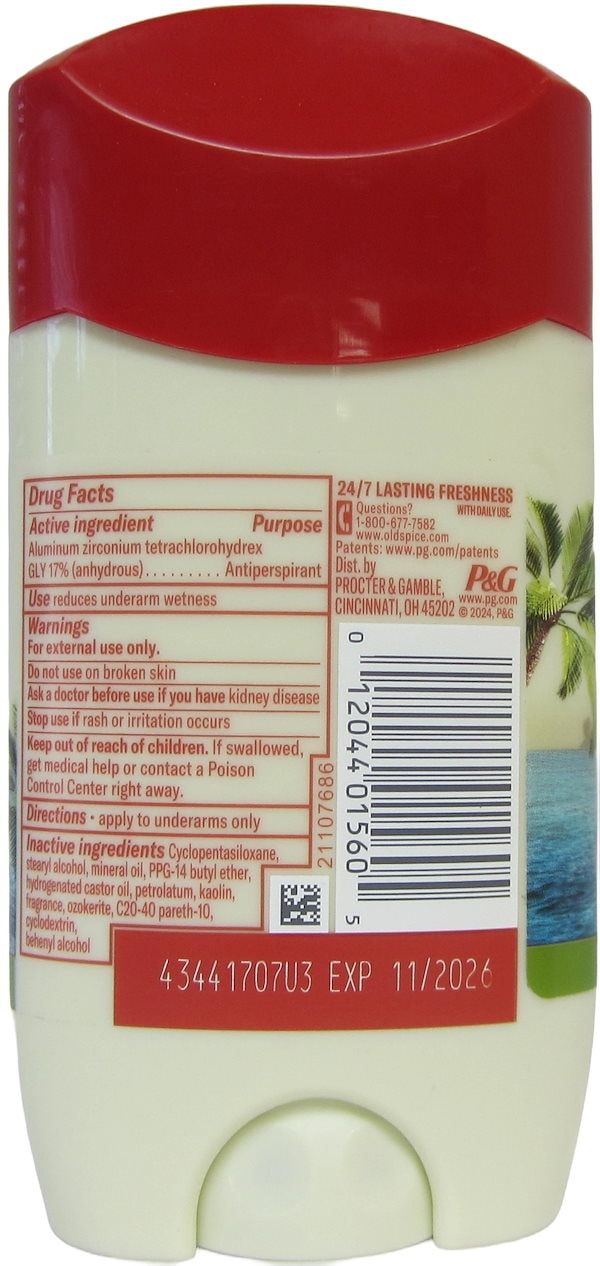 Drug Facts
Active ingredient Purpose
Aluminum zirconium tetrachlorohydrex
GLY 17% (anhydrous).......... Antiperspirant
Use reduces underarm wetness
Warnings
For external use only.
Do not use on broken skin
Ask a doctor before use if you have kidney disease
Stop use if rash or irritation occurs
Keep out of reach of children. If swallowed,
get medical help or contact a Poison
Control Center right away.
Directions • apply to underarms only
Inactive ingredients Cyclopentasiloxane,
stearyl alcohol, mineral oil, PPG-14 butyl ether,
hydrogenated castor oil, petrolatum, kaolin,
fragrance, ozokerite, C20-40 pareth-10,
cyclodextrin,
behenyl alcohol
21107686
24/7 LASTING FRESHNESS
WITH DAILY USE.
Questions?
1-800-677-7582
www.oldspice.com
Patents: www.pg.com/patents
Dist. by
PROCTER & GAMBLE,
CINCINNATI, OH 45202
P&G
www.pg.com
© 2024, P&G
0 12044 01560 5
43441707U3 EXP 11/2026